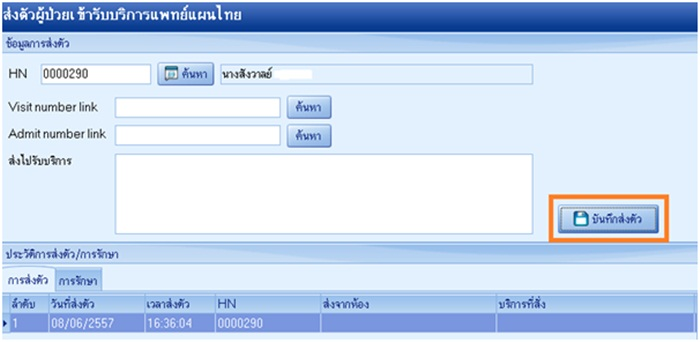 ส่งตัวผู้ป่วยเข้ารับบริการแพทย์แผนไทย
ข้อมูลการส่งตัว
HN 0000290 ค้นหา นางสังวาลย์
Visit number link ค้นหา
Admit number link ค้นหา
ส่งไปรับบริการ
บันทึกส่งตัว
ประวัติการส่งตัว/การรักษา
การส่งตัว การรักษา
ลำดับ วันที่ส่งตัว เวลาส่งตัว HN ส่งจากห้อง บริการที่สั่ง
1 08/06/2557 16:36:04 0000290